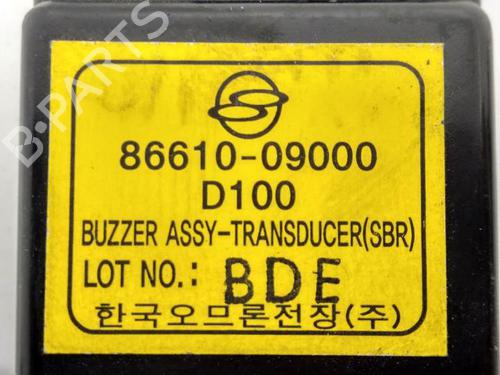 86610-09000
D100
BUZZER ASSY-TRANSDUCER(SBR)
LOT NO.: BDE
한국오므론전장(주)
B-PARTS